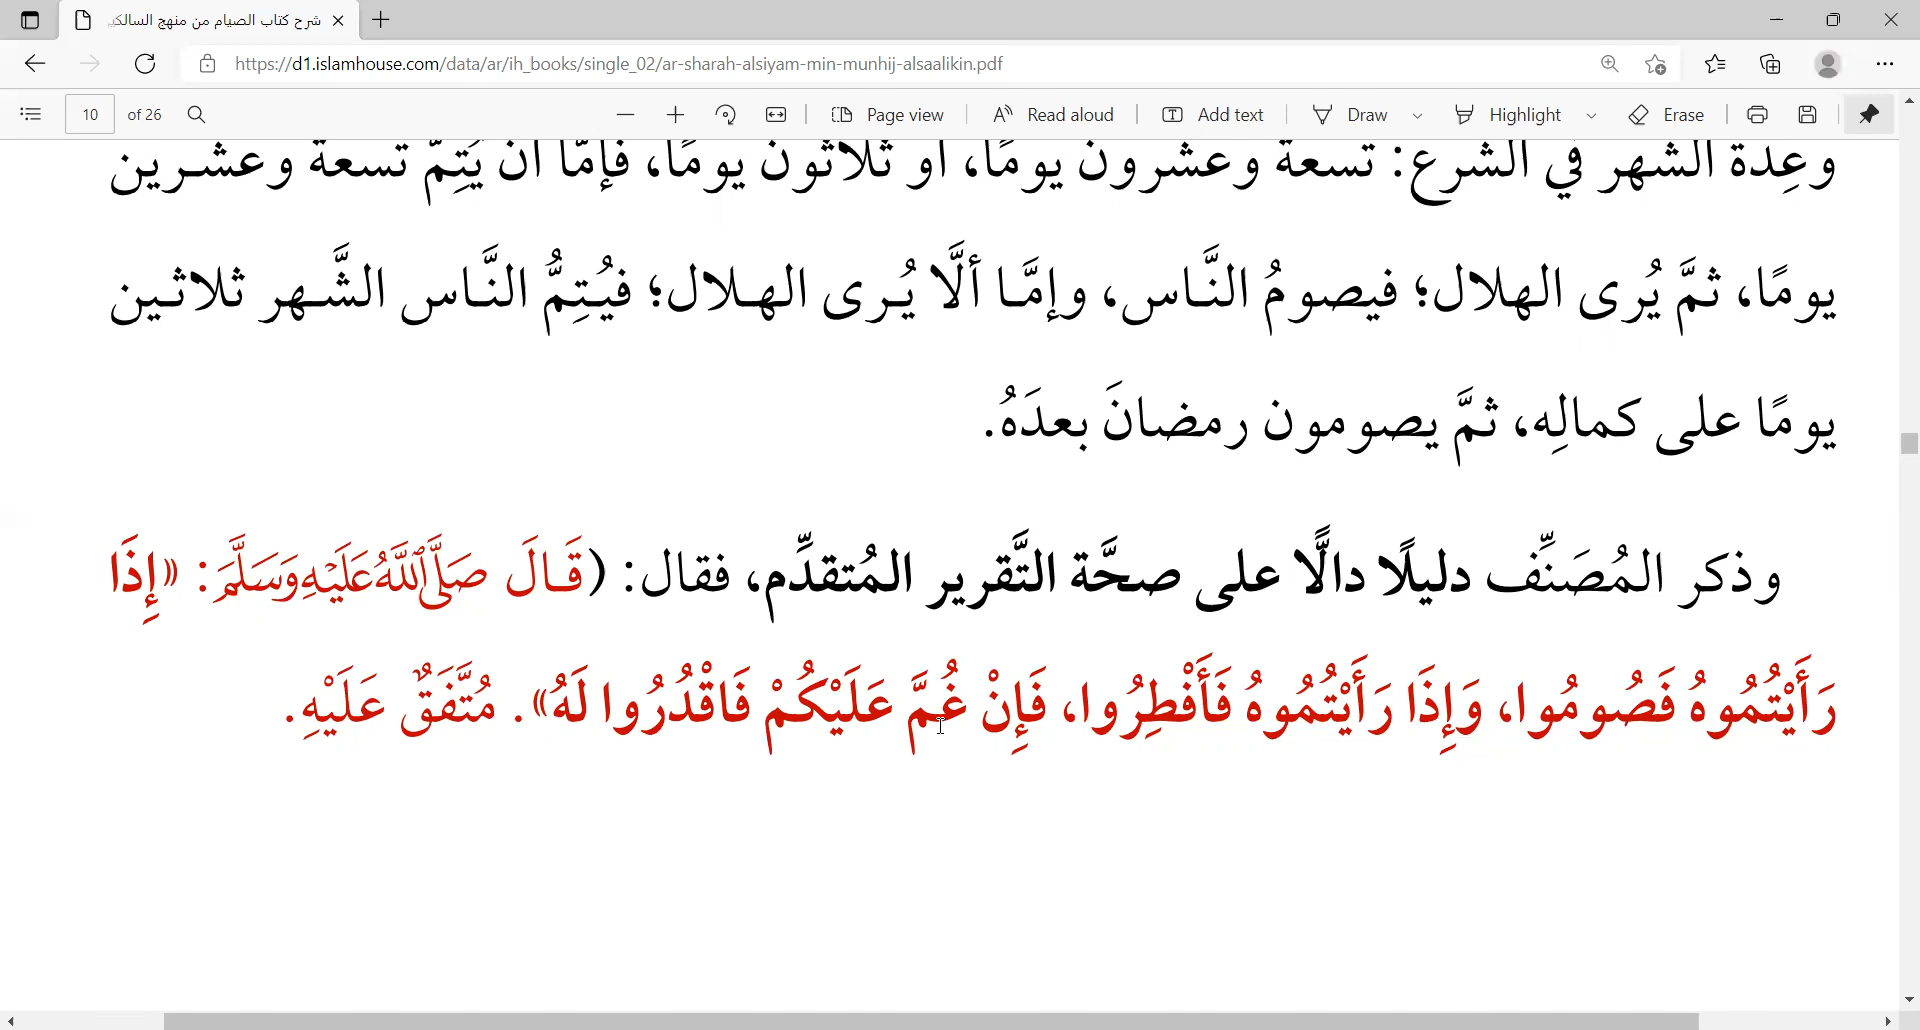 شرح كتاب الصيام من منهج السالكي
https://d1.islamhouse.com/data/ar/ih_books/single_02/ar-sharah-alsiyam-min-munhij-alsaalikin.pdf
10 of 26 Page view Read aloud Add text Draw Highlight Erase
وعِدة الشهر في الشرع: تسعة وعشرون يومًا، أو ثلاثون يومًا، فإمَّا أن يُتِمَّ تسعة وعشرين
يومًا، ثمَّ يُرى الهلال؛ فيصومُ النَّاس، وإمَّا ألَّا يُرى الهلال؛ فيُتِمُّ النَّاس الشَّهر ثلاثين
يومًا على كمالِه، ثمَّ يصومون رمضانَ بعدَهُ.
وذكر المُصَنِّف دليلًا دالًّا على صحَّة التَّقرير المُتقدِّم، فقال: (قَالَ صَلَّى اللَّهُ عَلَيْهِ وَسَلَّمَ: «إِذَا
رَأَيْتُمُوهُ فَصُومُوا، وَإِذَا رَأَيْتُمُوهُ فَأَفْطِرُوا، فَإِنْ غُمَّ عَلَيْكُمْ فَاقْدُرُوا لَهُ». مُتَّفَقٌ عَلَيْهِ.